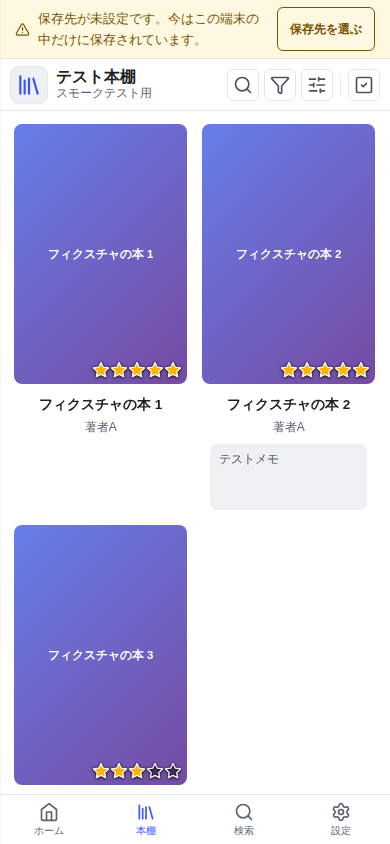 保存先が未設定です。今はこの端末の
中だけに保存されています。
保存先を選ぶ
テスト本棚
スモークテスト用
フィクスチャの本 1
フィクスチャの本 2
フィクスチャの本 1
著者A
フィクスチャの本 2
著者A
テストメモ
フィクスチャの本 3
ホーム
本棚
検索
設定